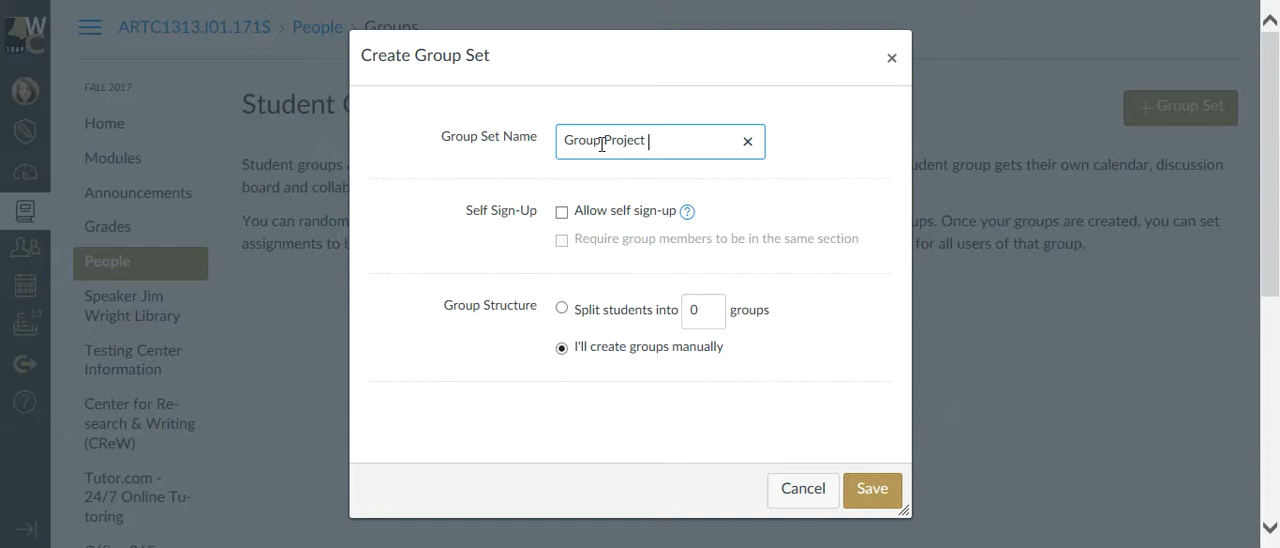 WC
1869
ARTC1313.I01.171S › People › Groups
Create Group Set
×
FALL 2017
Home
Modules
Announcements
Grades
People
Speaker Jim
Wright Library
Testing Center
Information
Center for Re-
search & Writing
(CReW)
Tutor.com -
24/7 Online Tu-
toring
13
Student
+ Group Set
Student groups
udent group gets their own calendar, discussion
board and collab
You can random
ups. Once your groups are created, you can set
assignments to b
for all users of that group.
Group Set Name
Group Project
×
Self Sign-Up
Allow self sign-up ?
Require group members to be in the same section
Group Structure
Split students into 0 groups
I'll create groups manually
Cancel
Save